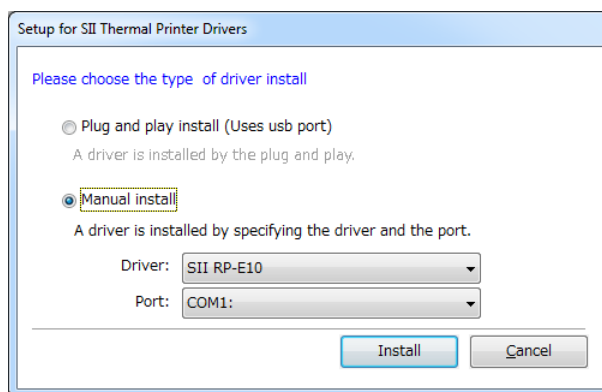 Setup for SII Thermal Printer Drivers
Please choose the type of driver install
Plug and play install (Uses usb port)
A driver is installed by the plug and play.
Manual install
A driver is installed by specifying the driver and the port.
Driver: SII RP-E10
Port: COM1:
Install Cancel